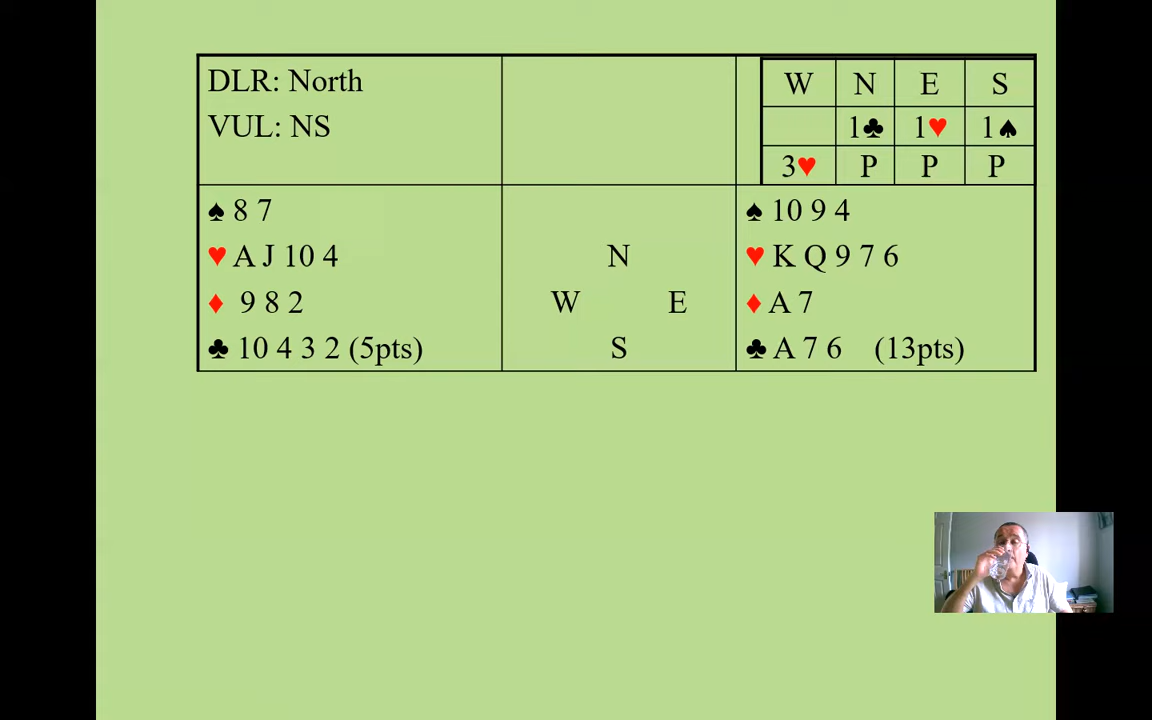 DLR: North
VUL: NS
W N E S
1♣ 1♥ 1♠
3♥ P P P
♠ 8 7
♥ A J 10 4
♦ 9 8 2
♣ 10 4 3 2 (5pts)
N
W E
S
♠ 10 9 4
♥ K Q 9 7 6
♦ A 7
♣ A 7 6 (13pts)